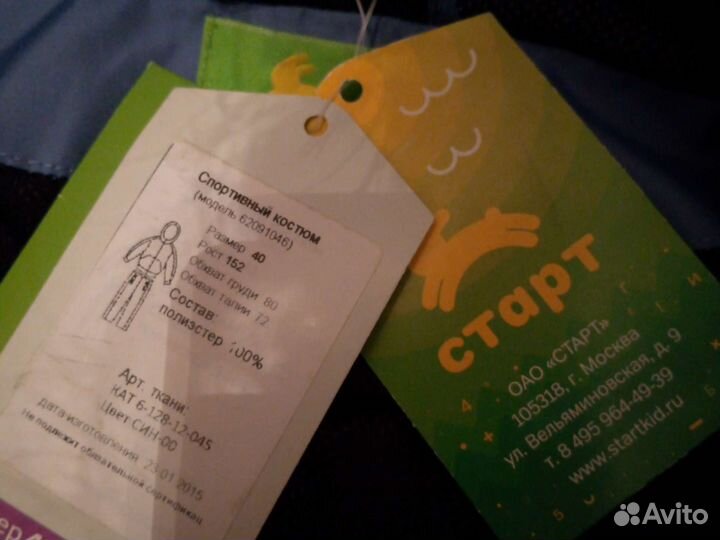 Спортивный костюм
(модель 62091046)
Размер 40
Рост 152
Обхват груди 80
Обхват талии 72
Состав:
полиэстер 100%
Арт. ткани:
КАТ 6-128-12-045
Цвет СИН-00
дата изготовления 23.01.2015
Не подлежит обязательной сертификац
старт
ОАО «СТАРТ»
105318, г. Москва
ул. Вельяминовская, д. 9
т. 8 495 964-49-39
www.startkid.ru
Avito